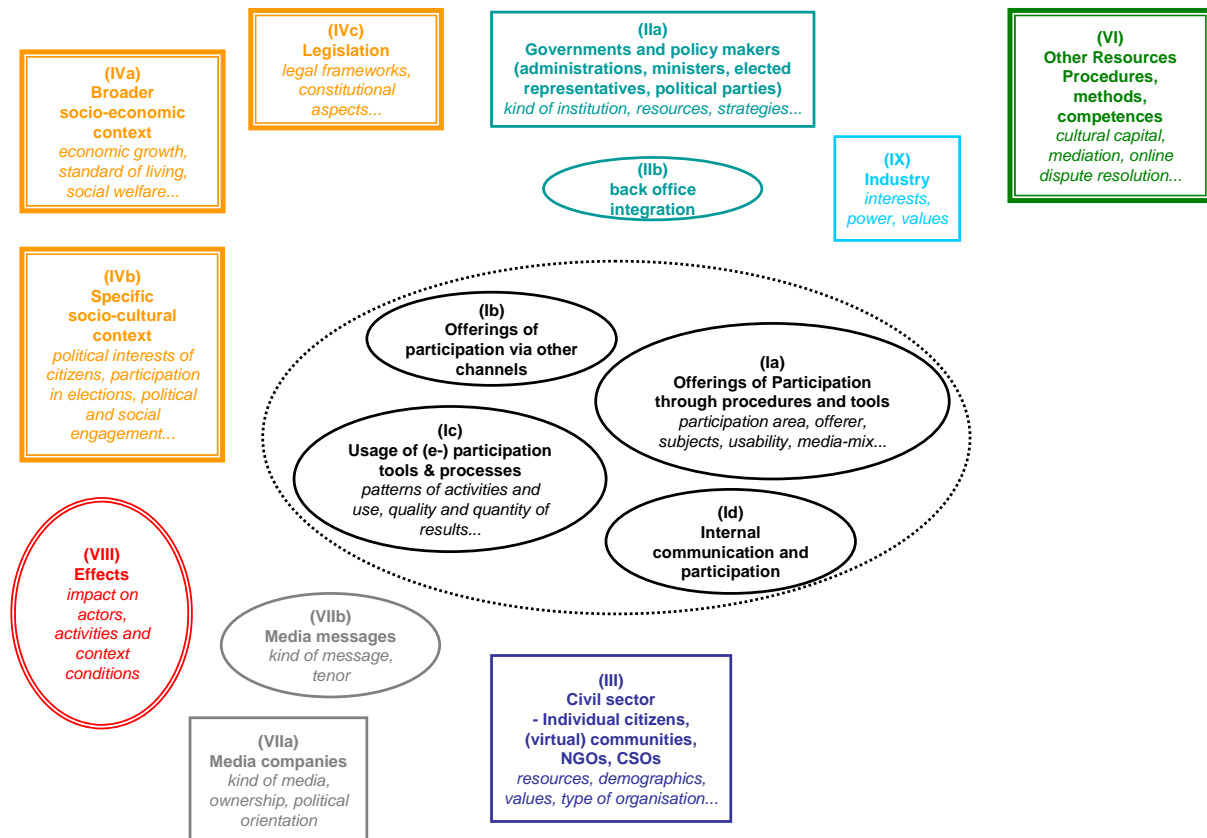 (IVc)
Legislation
legal frameworks,
constitutional
aspects...
(IIa)
Governments and policy makers
(administrations, ministers, elected
representatives, political parties)
kind of institution, resources, strategies...
(VI)
Other Resources
Procedures,
methods,
competences
cultural capital,
mediation, online
dispute resolution...
(IVa)
Broader
socio-economic
context
economic growth,
standard of living,
social welfare...
(IIb)
back office
integration
(IX)
Industry
interests,
power, values
(IVb)
Specific
socio-cultural
context
political interests of
citizens, participation
in elections, political
and social
engagement...
(Ib)
Offerings of
participation via other
channels
(Ia)
Offerings of Participation
through procedures and tools
participation area, offerer,
subjects, usability, media-mix...
(Ic)
Usage of (e-) participation
tools & processes
patterns of activities and
use, quality and quantity of
results...
(Id)
Internal
communication and
participation
(VIII)
Effects
impact on
actors,
activities and
context
conditions
(VIIb)
Media messages
kind of message,
tenor
(III)
Civil sector
- Individual citizens,
(virtual) communities,
NGOs, CSOs
resources, demographics,
values, type of organisation...
(VIIa)
Media companies
kind of media,
ownership, political
orientation